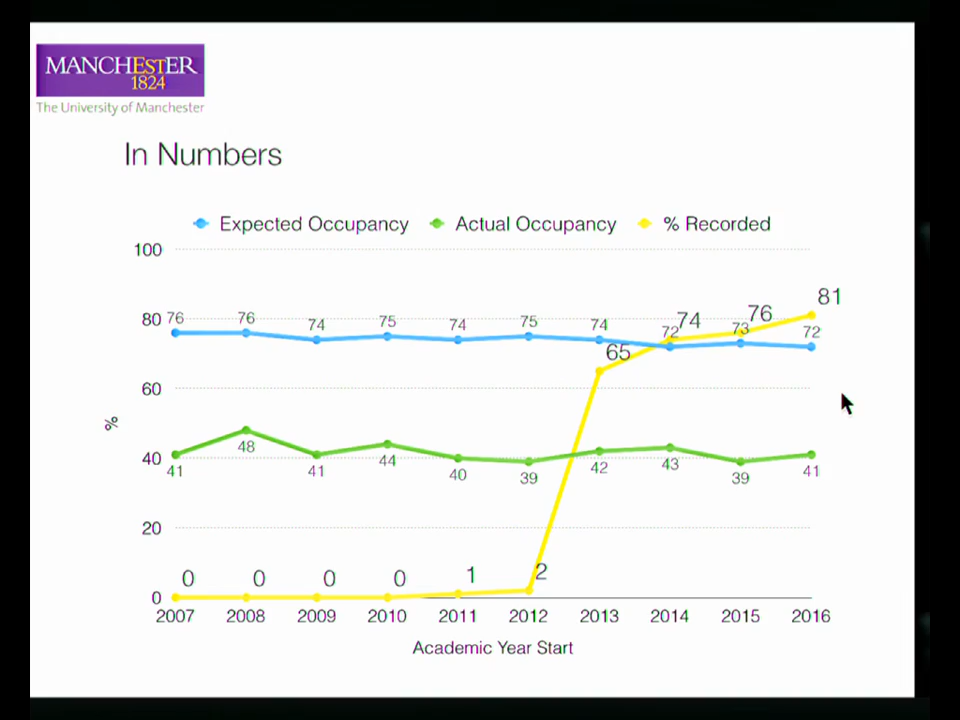 MANCHESTER
1824
The University of Manchester
In Numbers
Expected Occupancy Actual Occupancy % Recorded
100
80
60
40
20
0
%
76 76 74 75 74 75 74 72 73 72
41 48 41 44 40 39 42 43 39 41
0 0 0 0 1 2 65 74 76 81
2007 2008 2009 2010 2011 2012 2013 2014 2015 2016
Academic Year Start